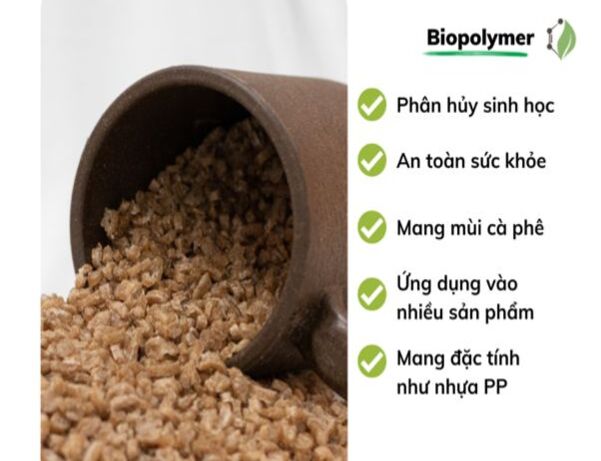 Biopolymer
Phân hủy sinh học
An toàn sức khỏe
Mang mùi cà phê
Ứng dụng vào
nhiều sản phẩm
Mang đặc tính
như nhựa PP